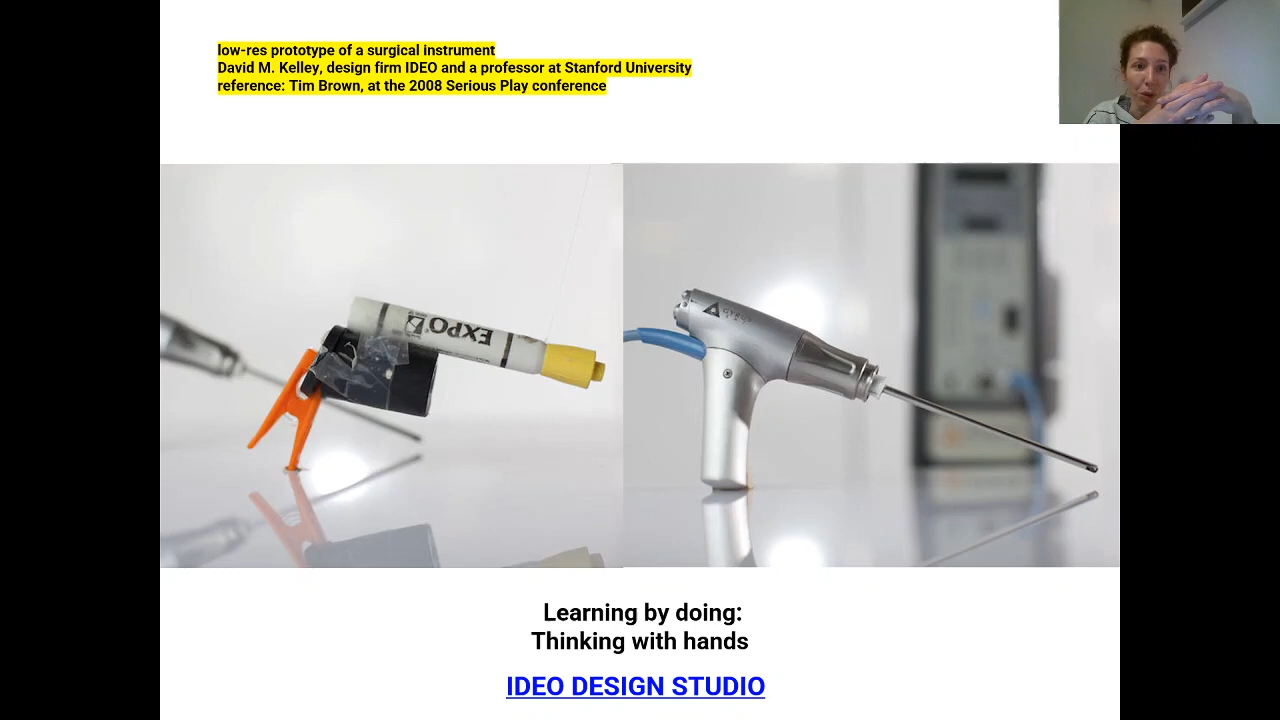 low-res prototype of a surgical instrument
David M. Kelley, design firm IDEO and a professor at Stanford University
reference: Tim Brown, at the 2008 Serious Play conference
EXPO
Learning by doing:
Thinking with hands
IDEO DESIGN STUDIO